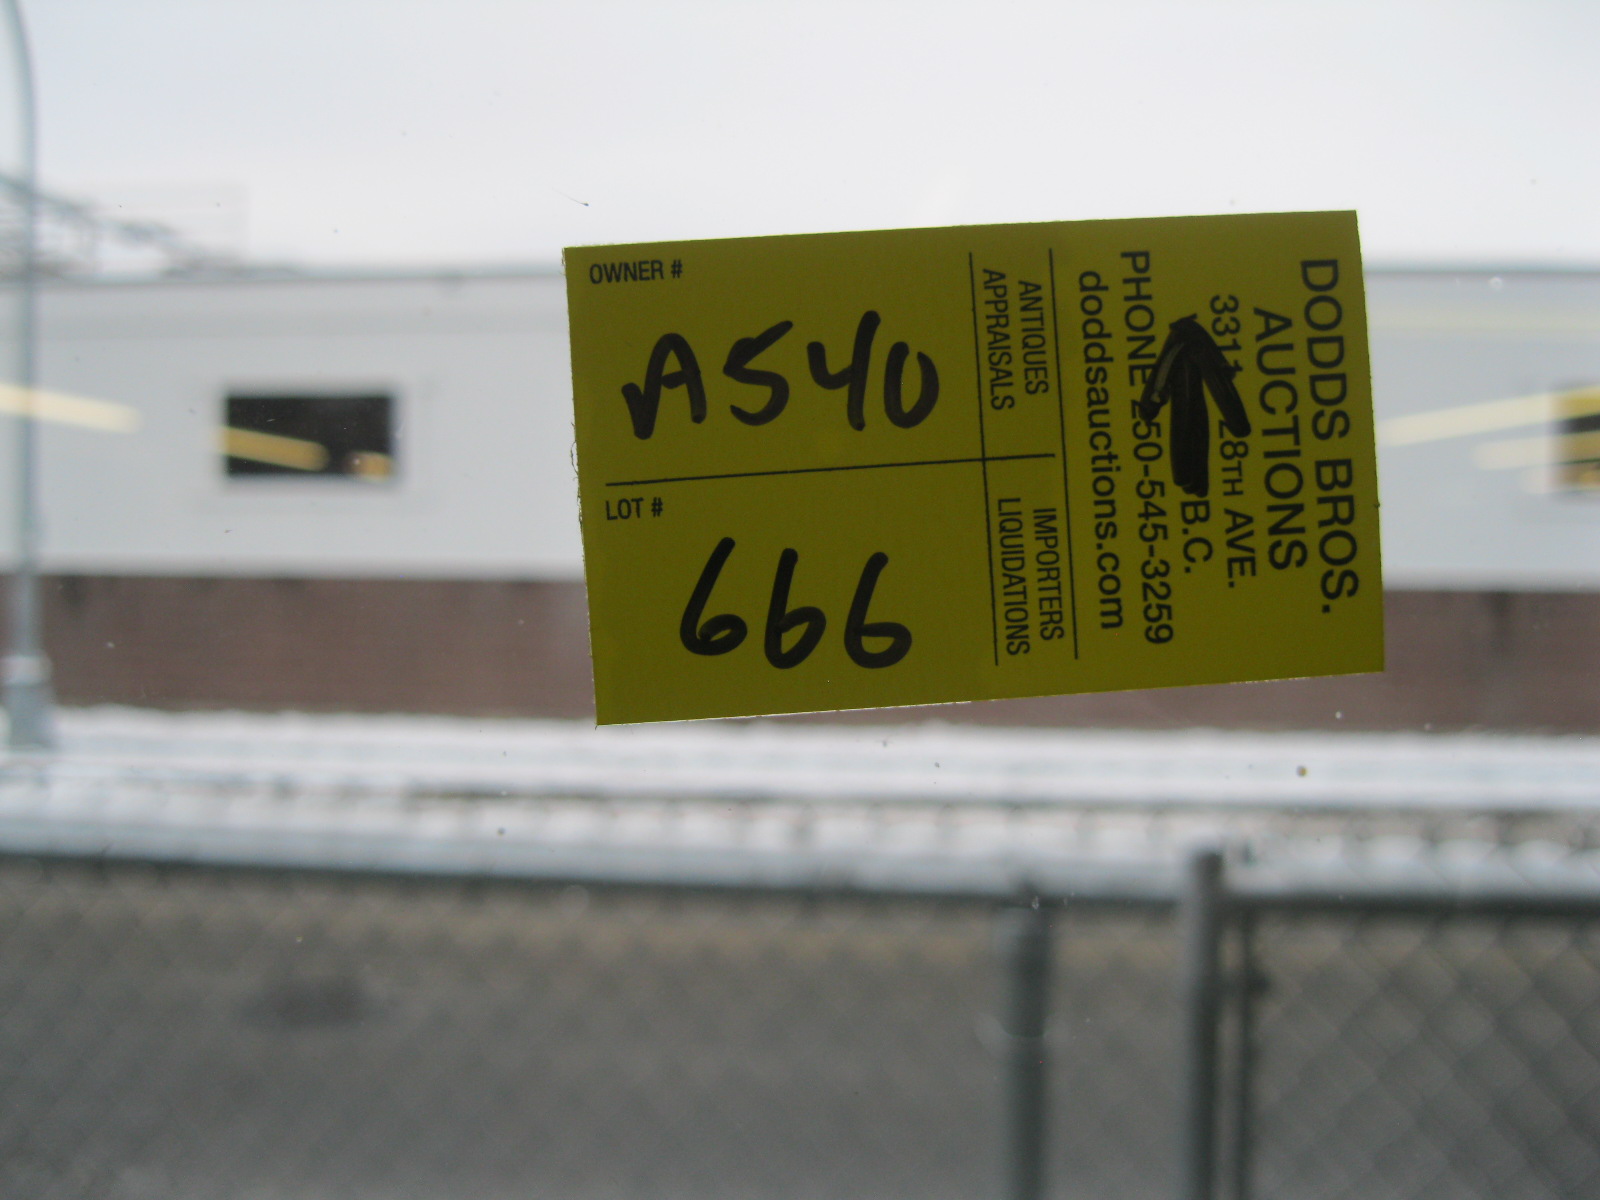 OWNER #
A540
LOT #
666
ANTIQUES
APPRAISALS
IMPORTERS
LIQUIDATIONS
DODDS BROS.
AUCTIONS
3311 28TH AVE.
B.C.
PHONE 250-545-3259
doddsauctions.com